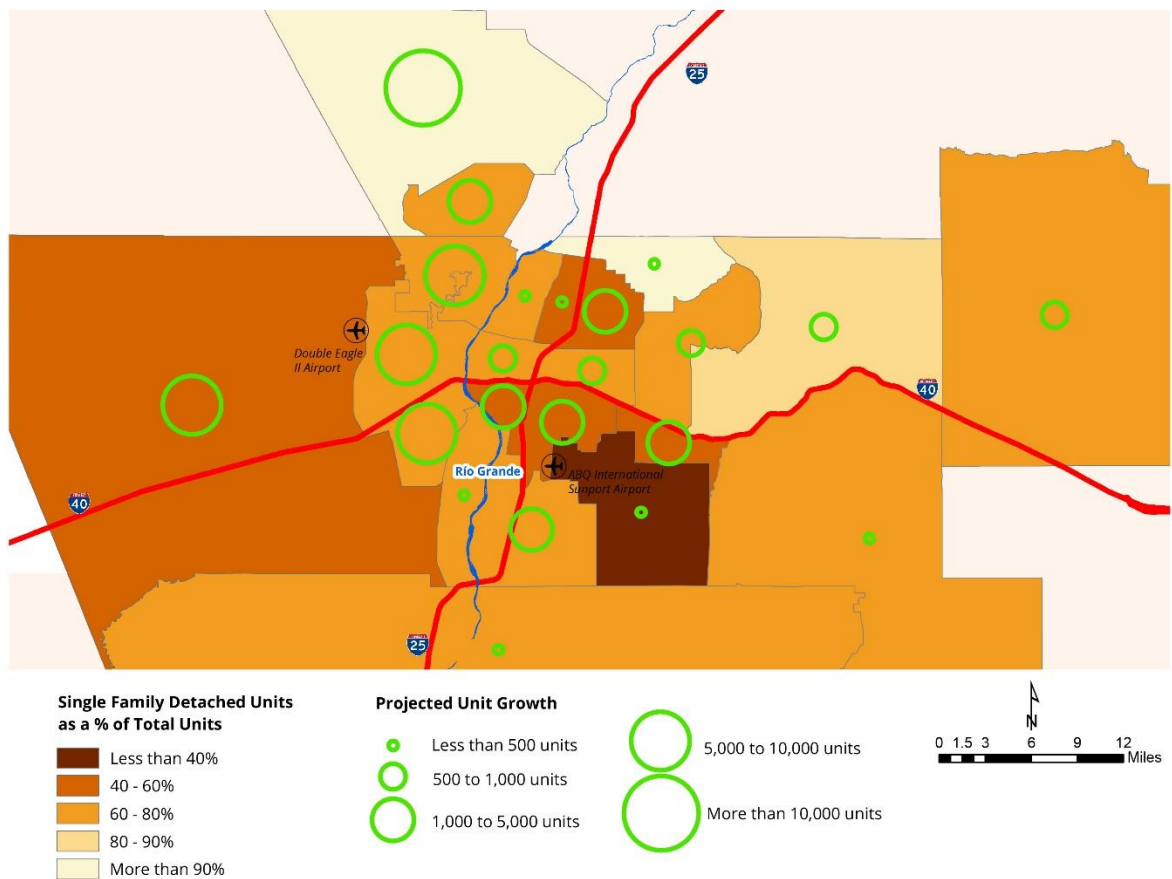 25
Double Eagle
II Airport
40
Río Grande
ABQ International
Sunport Airport
40
25
Single Family Detached Units
as a % of Total Units
Less than 40%
40 - 60%
60 - 80%
80 - 90%
More than 90%
Projected Unit Growth
Less than 500 units
500 to 1,000 units
1,000 to 5,000 units
5,000 to 10,000 units
More than 10,000 units
N
0 1.5 3 6 9 12
Miles